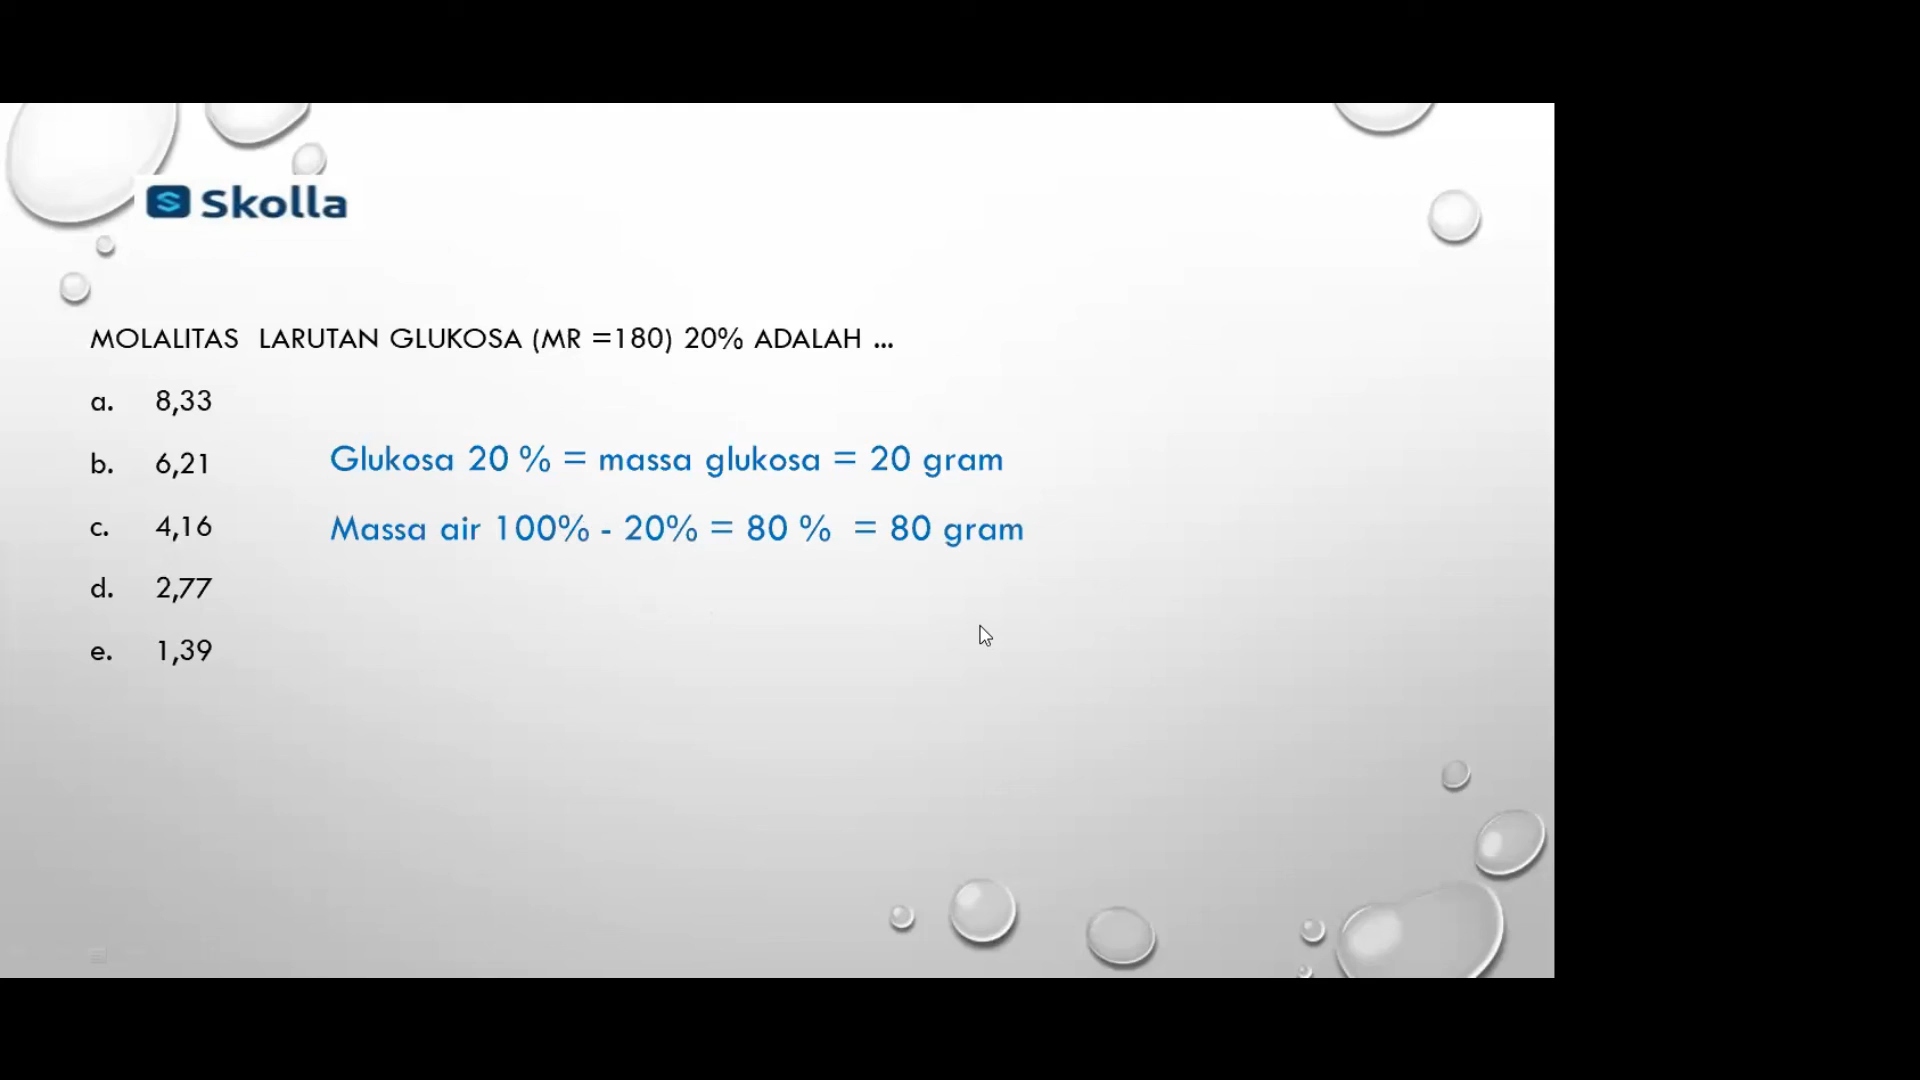 Skolla
MOLALITAS LARUTAN GLUKOSA (MR =180) 20% ADALAH ...
a. 8,33
b. 6,21
c. 4,16
d. 2,77
e. 1,39
Glukosa 20 % = massa glukosa = 20 gram
Massa air 100% - 20% = 80 % = 80 gram